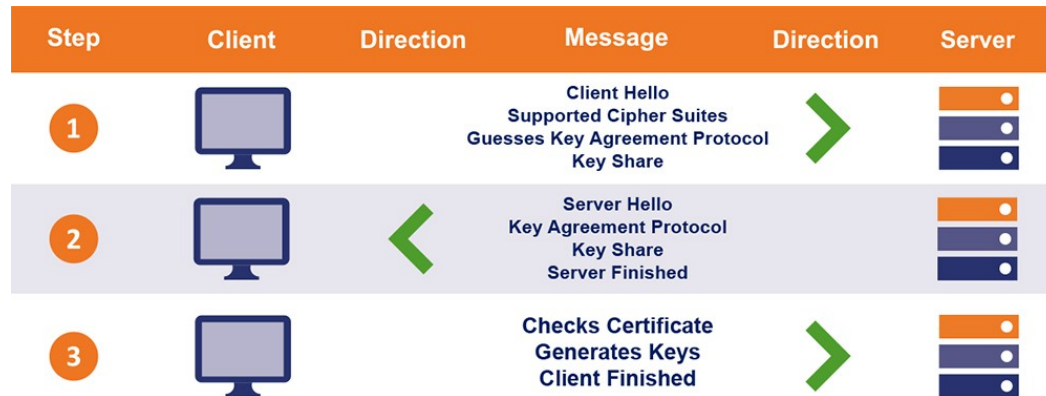 Step Client Direction Message Direction Server
1
Client Hello
Supported Cipher Suites
Guesses Key Agreement Protocol
Key Share
2
Server Hello
Key Agreement Protocol
Key Share
Server Finished
3
Checks Certificate
Generates Keys
Client Finished